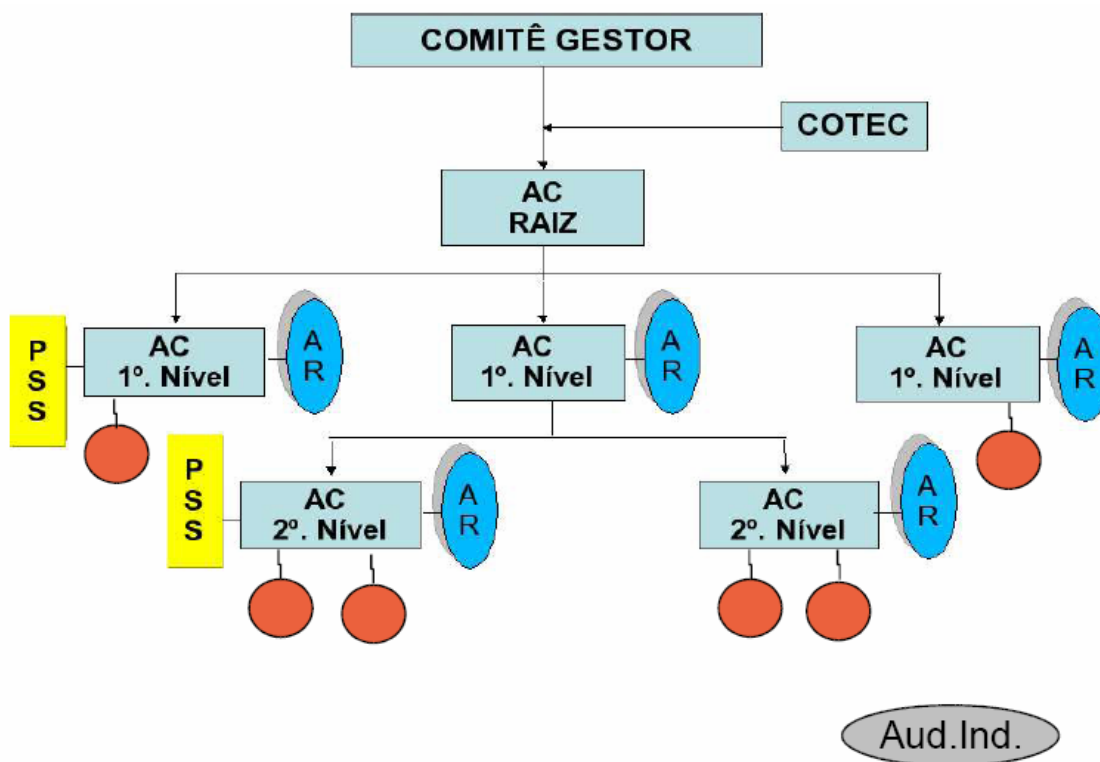 COMITÊ GESTOR
COTEC
AC
RAIZ
P
S
S
AC
1º. Nível
A
R
AC
1º. Nível
A
R
AC
1º. Nível
A
R
P
S
S
AC
2º. Nível
A
R
AC
2º. Nível
A
R
Aud.Ind.